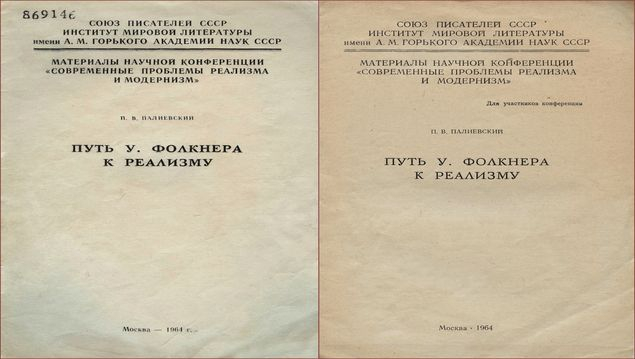 869146
СОЮЗ ПИСАТЕЛЕЙ СССР
ИНСТИТУТ МИРОВОЙ ЛИТЕРАТУРЫ
имени А. М. ГОРЬКОГО АКАДЕМИИ НАУК СССР
МАТЕРИАЛЫ НАУЧНОЙ КОНФЕРЕНЦИИ
«СОВРЕМЕННЫЕ ПРОБЛЕМЫ РЕАЛИЗМА
И МОДЕРНИЗМ»
П. В. ПАЛИЕВСКИЙ
ПУТЬ У. ФОЛКНЕРА
К РЕАЛИЗМУ
Москва — 1964 г.
СОЮЗ ПИСАТЕЛЕЙ СССР
ИНСТИТУТ МИРОВОЙ ЛИТЕРАТУРЫ
имени А. М. ГОРЬКОГО АКАДЕМИИ НАУК СССР
МАТЕРИАЛЫ НАУЧНОЙ КОНФЕРЕНЦИИ
«СОВРЕМЕННЫЕ ПРОБЛЕМЫ РЕАЛИЗМА
И МОДЕРНИЗМ»
Для участников конференции
П. В. ПАЛИЕВСКИЙ
ПУТЬ У. ФОЛКНЕРА
К РЕАЛИЗМУ
Москва · 1964